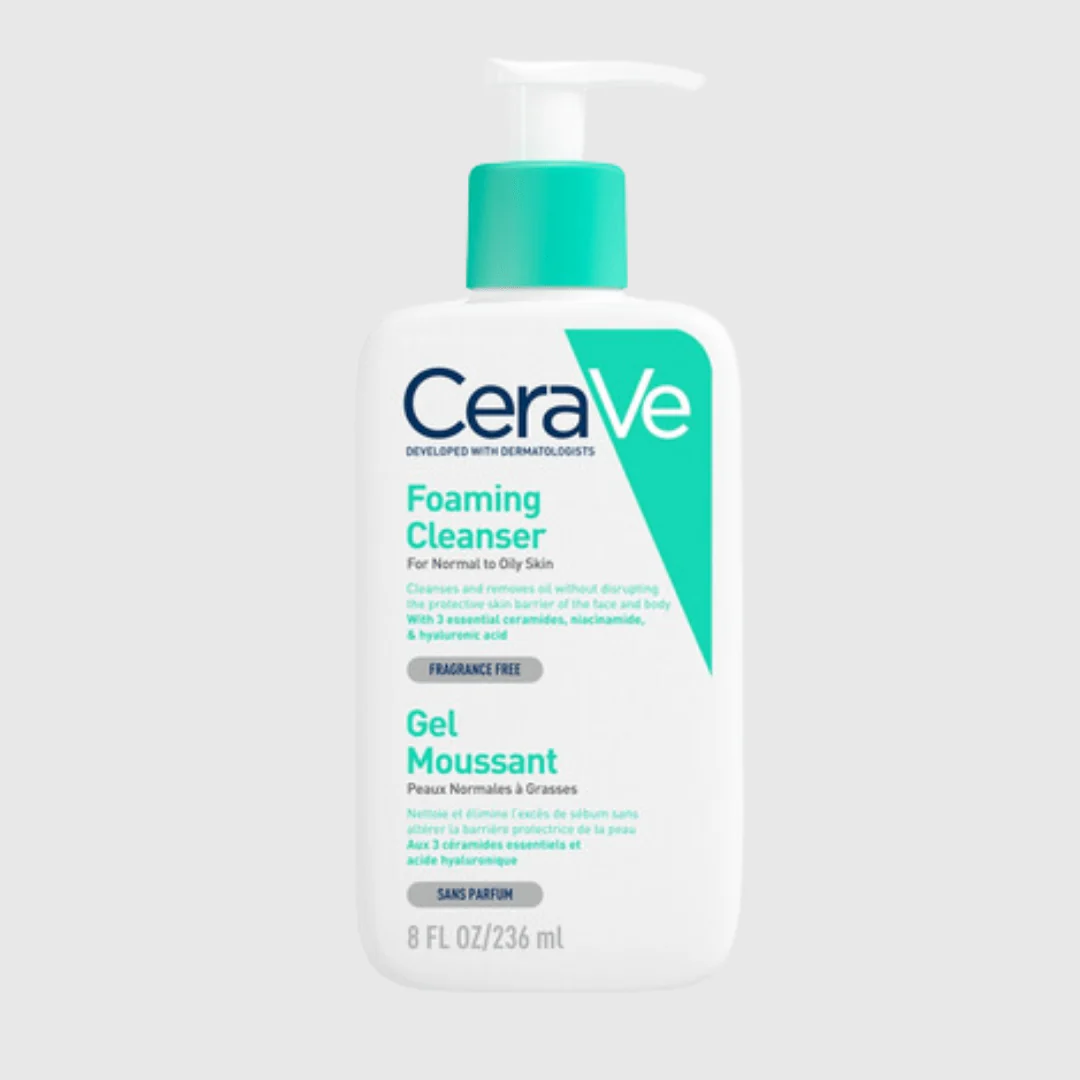 CeraVe
DEVELOPED WITH DERMATOLOGISTS
Foaming
Cleanser
For Normal to Oily Skin
Cleanses and removes oil without disrupting
the protective skin barrier of the face and body
With 3 essential ceramides, niacinamide,
& hyaluronic acid
FRAGRANCE FREE
Gel
Moussant
Peaux Normales à Grasses
Nettoie et élimine l'excès de sébum sans
altérer la barrière protectrice de la peau
Aux 3 céramides essentiels et
acide hyaluronique
SANS PARFUM
8 FL OZ/236 ml